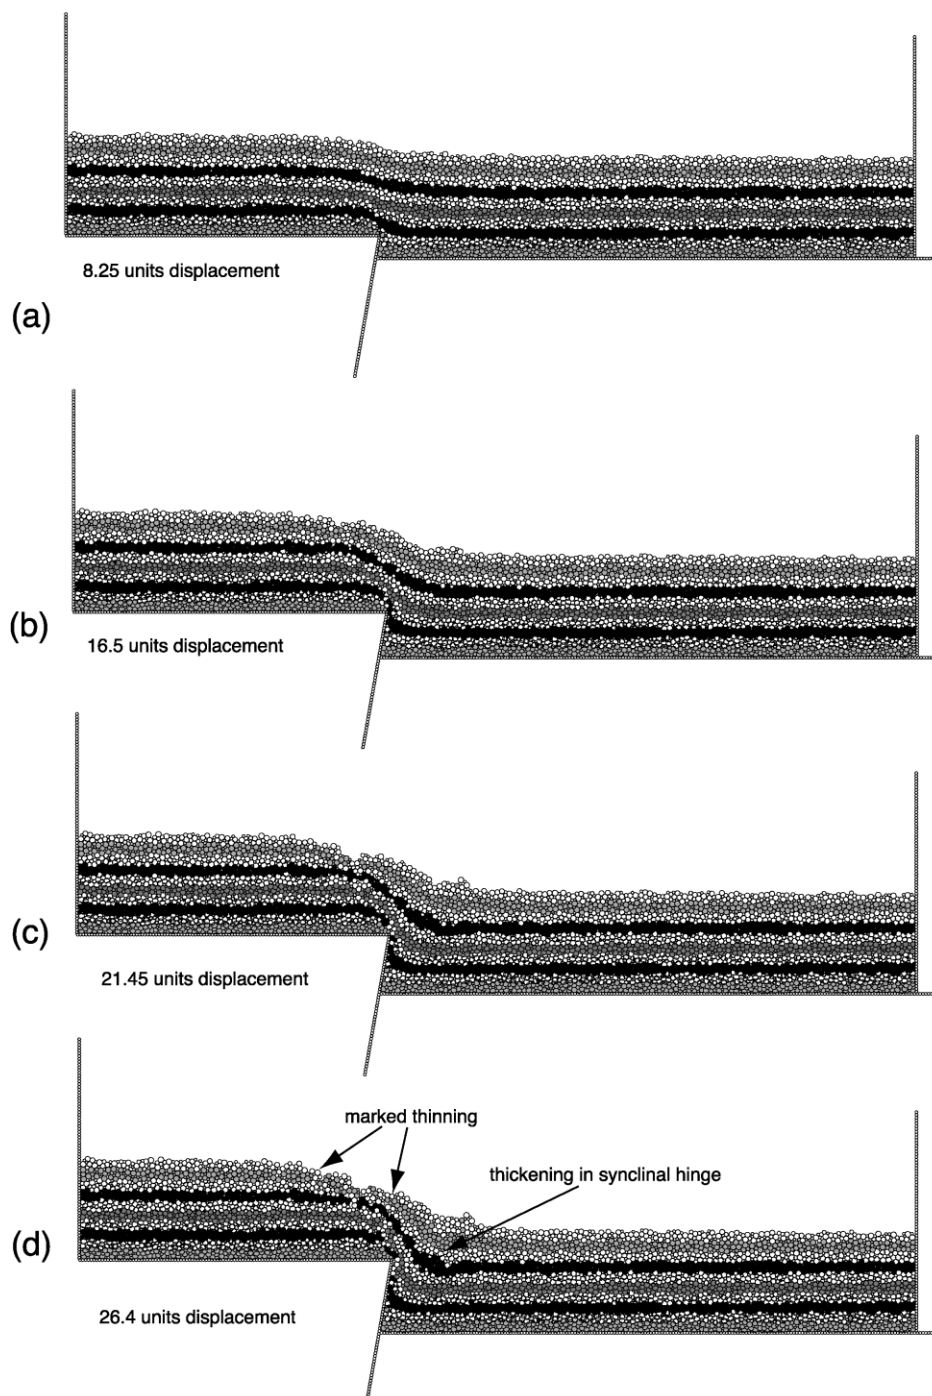 8.25 units displacement
(a)
16.5 units displacement
(b)
21.45 units displacement
(c)
marked thinning
thickening in synclinal hinge
(d)
26.4 units displacement